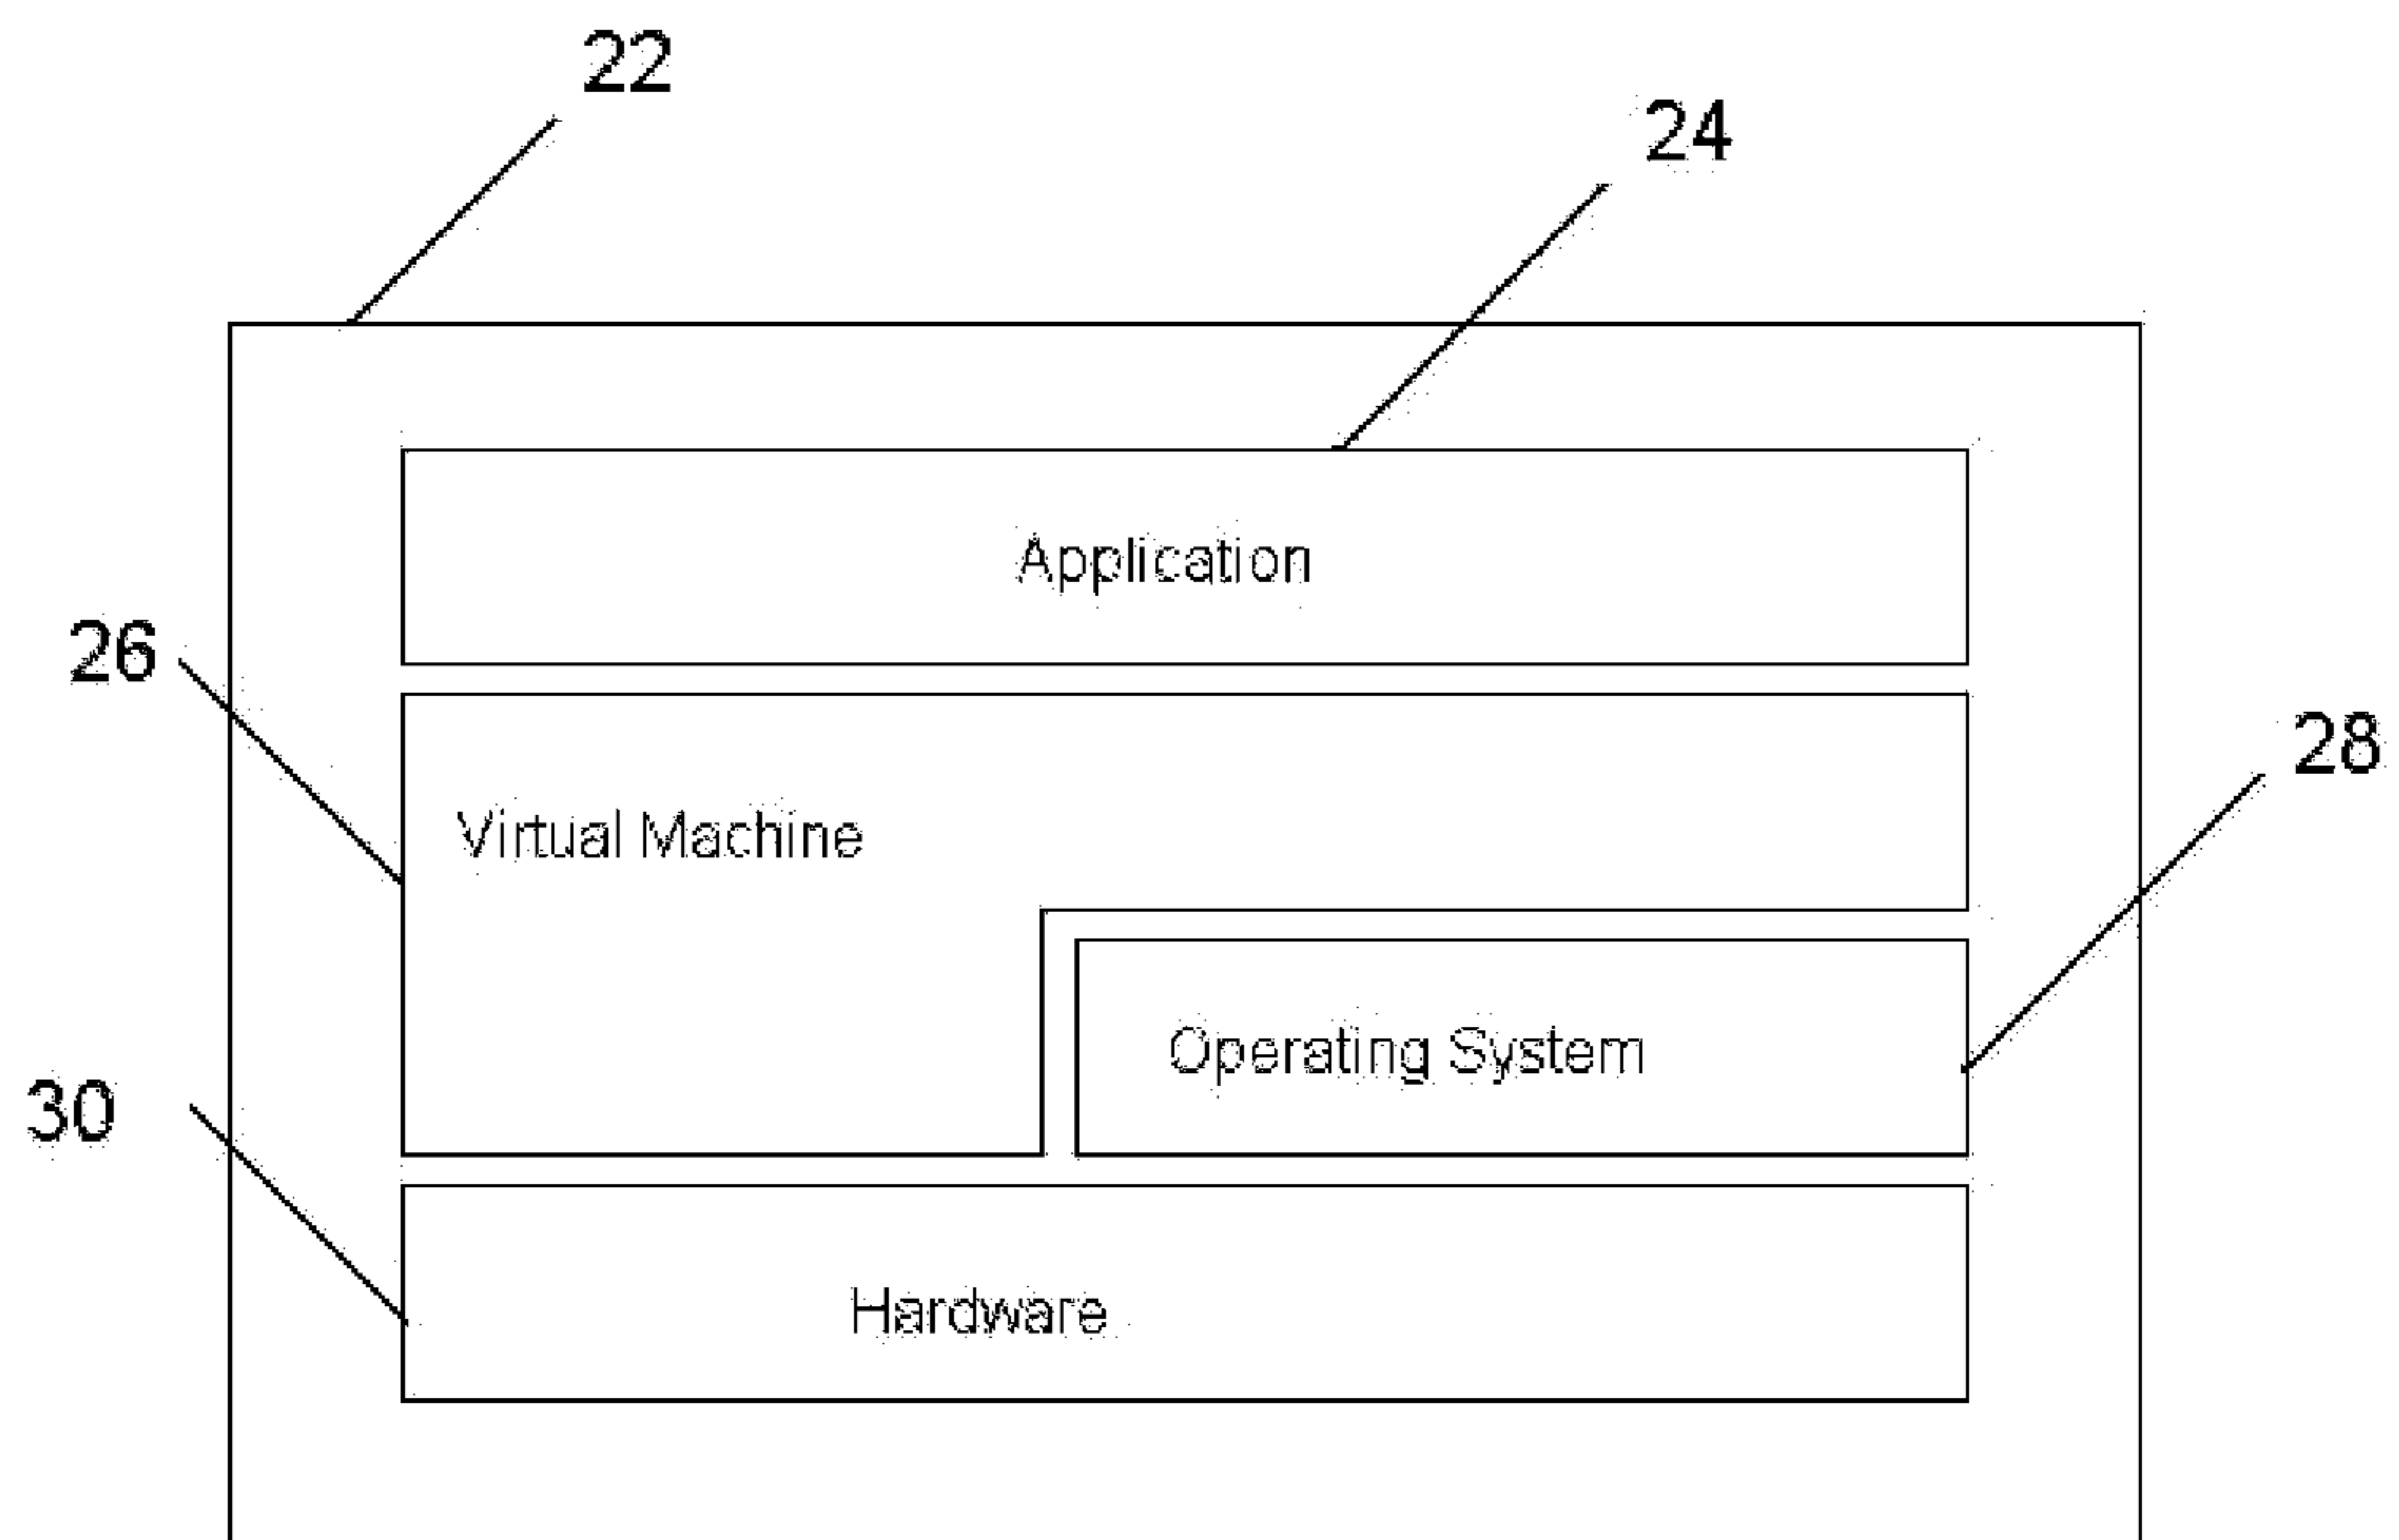 22
24
Application
26
28
Virtual Machine
Operating System
30
Hardware